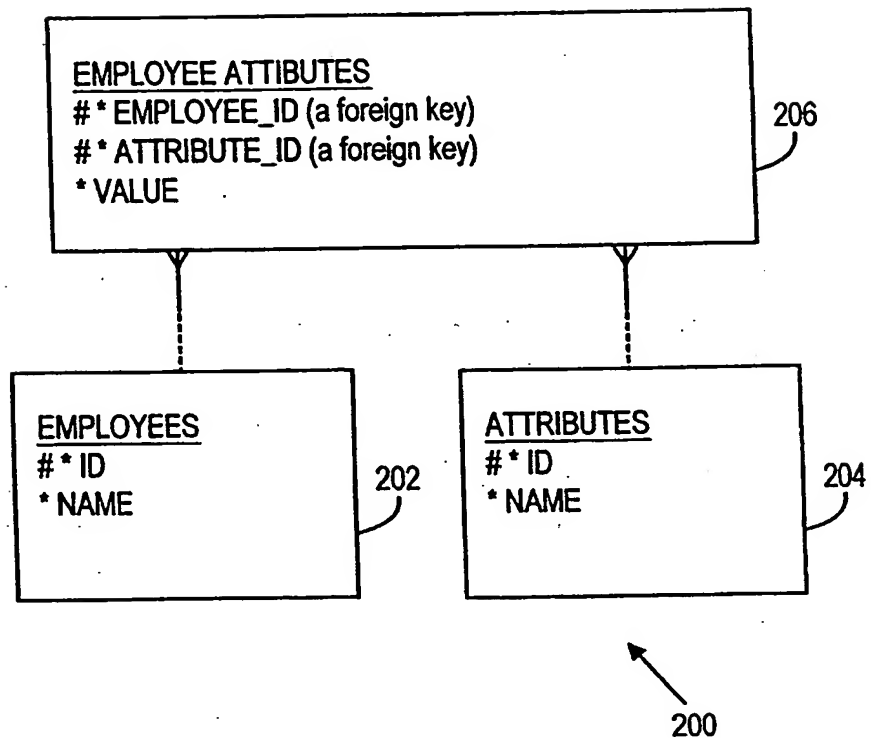 EMPLOYEE ATTIBUTES
# * EMPLOYEE_ID (a foreign key)
# * ATTRIBUTE_ID (a foreign key)
* VALUE
206
EMPLOYEES
# * ID
* NAME
202
ATTRIBUTES
# * ID
* NAME
204
200